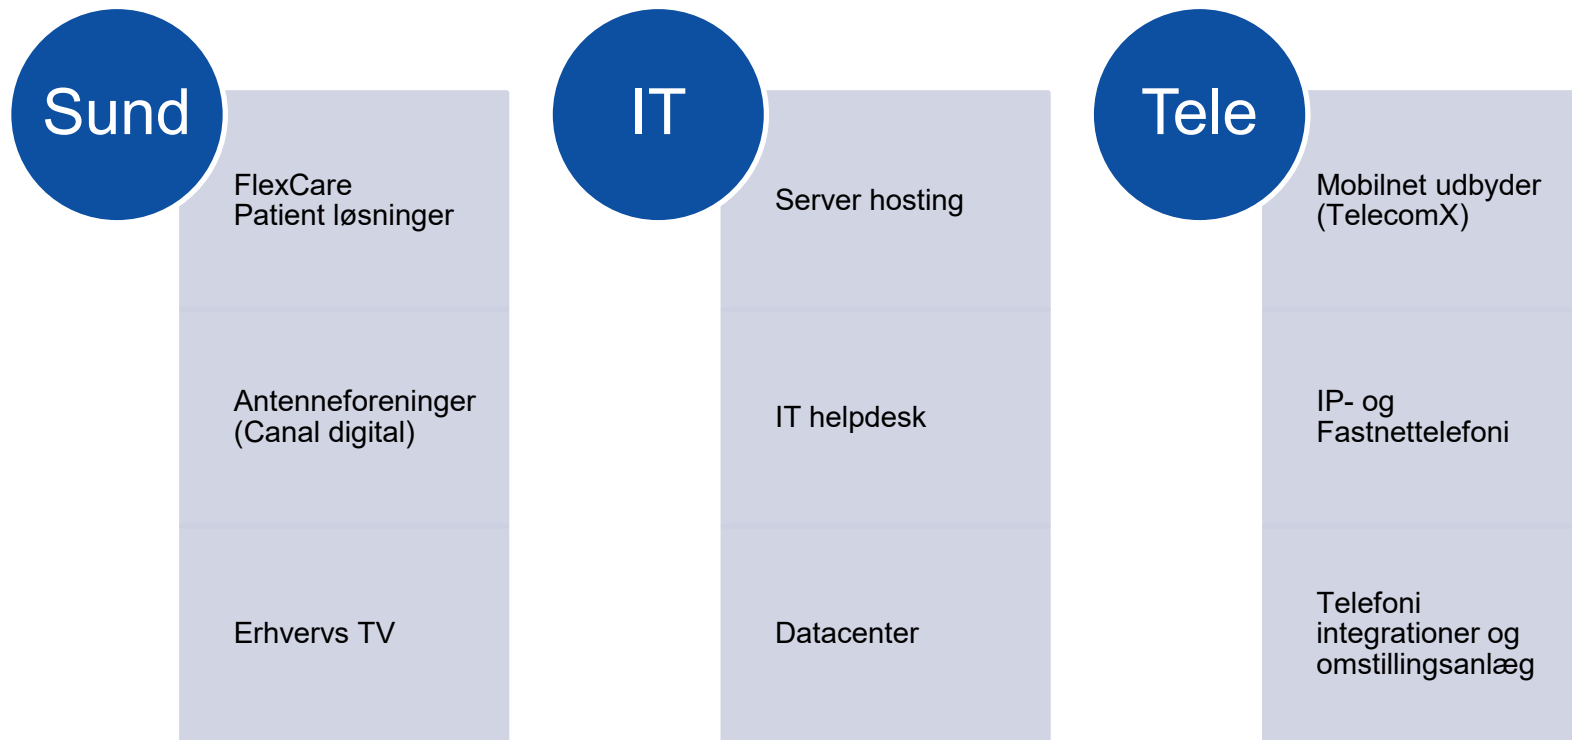 Sund
FlexCare
Patient løsninger
Antenneforeninger
(Canal digital)
Erhvervs TV
IT
Server hosting
IT helpdesk
Datacenter
Tele
Mobilnet udbyder
(TelecomX)
IP- og
Fastnettelefoni
Telefoni
integrationer og
omstillingsanlæg